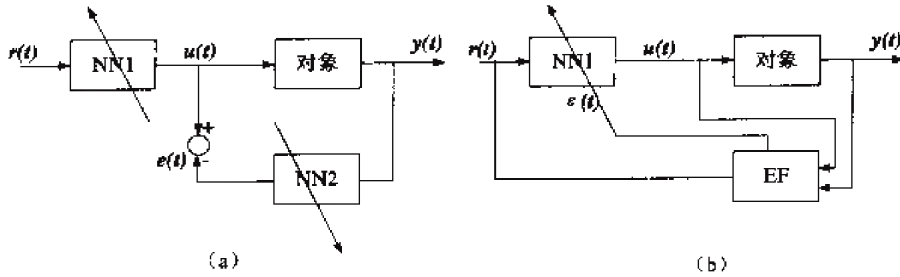 r(t) NN1 u(t) 对象 y(t)
e(t) + - NN2
(a)
r(t) NN1 u(t) 对象 y(t)
ε(t)
EF
(b)